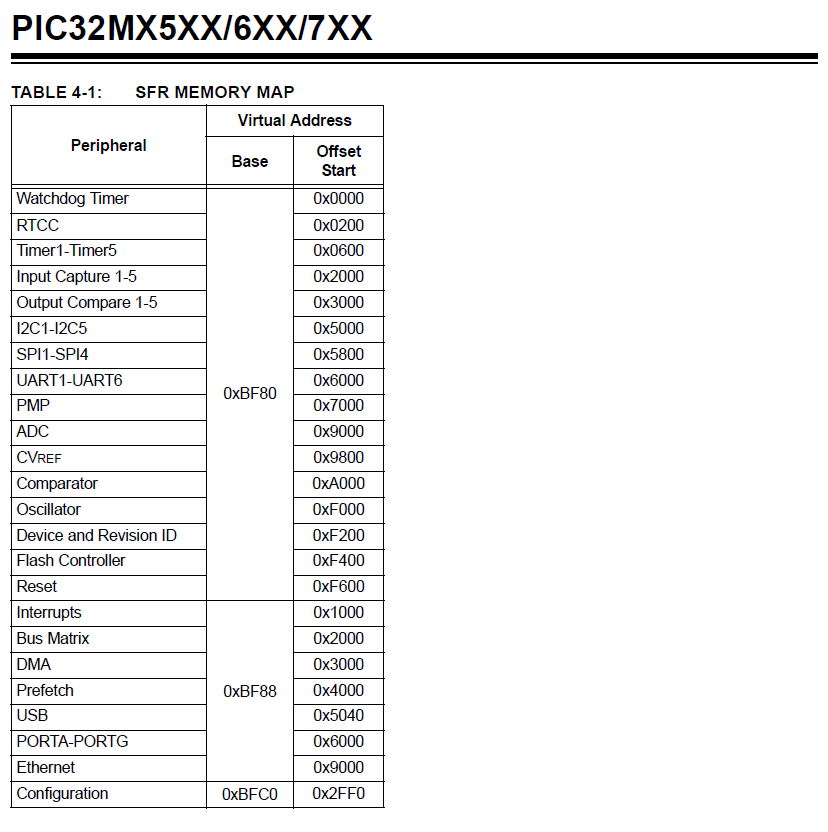 PIC32MX5XX/6XX/7XX
TABLE 4-1: SFR MEMORY MAP
Peripheral
Virtual Address
Base
Offset
Start
Watchdog Timer 0x0000
RTCC 0x0200
Timer1-Timer5 0x0600
Input Capture 1-5 0x2000
Output Compare 1-5 0x3000
I2C1-I2C5 0x5000
SPI1-SPI4 0x5800
UART1-UART6 0x6000
0xBF80
PMP 0x7000
ADC 0x9000
CVREF 0x9800
Comparator 0xA000
Oscillator 0xF000
Device and Revision ID 0xF200
Flash Controller 0xF400
Reset 0xF600
Interrupts 0x1000
Bus Matrix 0x2000
DMA 0x3000
Prefetch 0xBF88 0x4000
USB 0x5040
PORTA-PORTG 0x6000
Ethernet 0x9000
Configuration 0xBFC0 0x2FF0